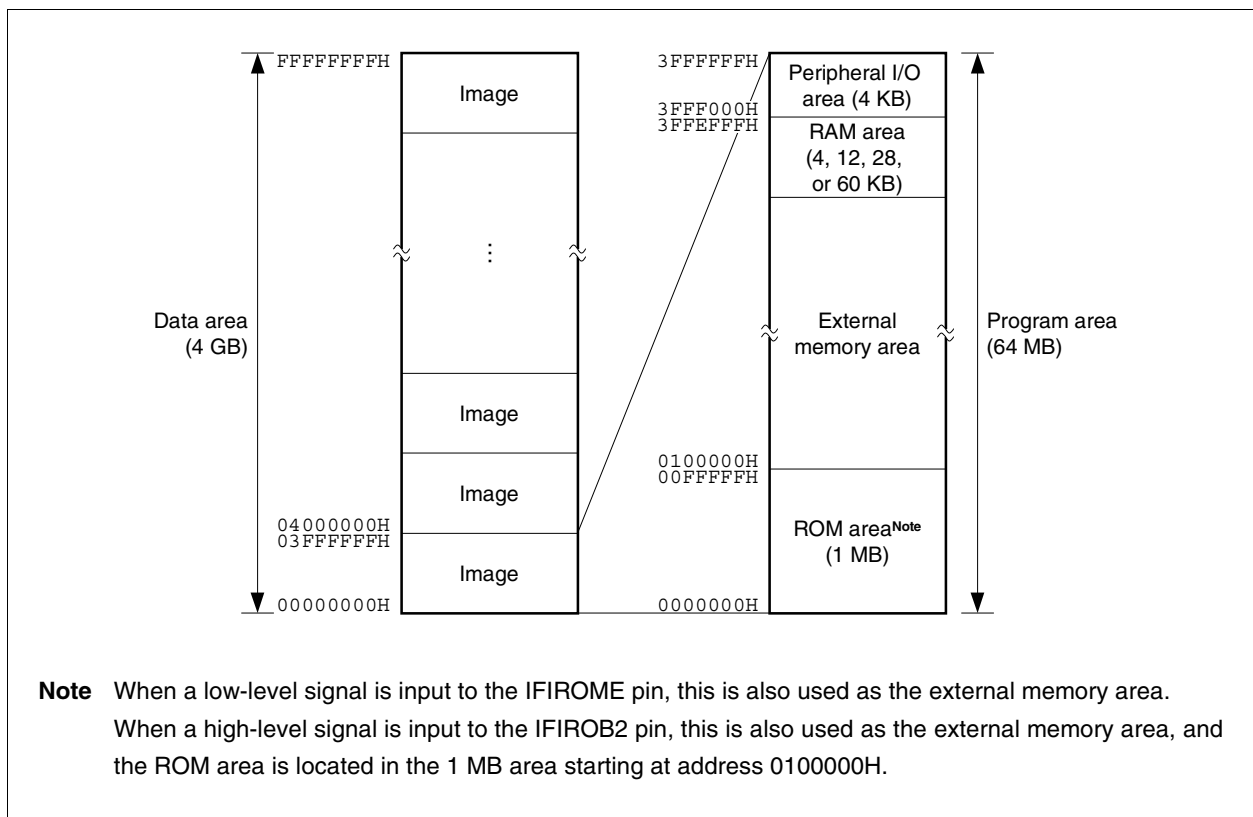 FFFFFFFFH
Image
⋮
Image
Image
04000000H
03FFFFFFH
Image
00000000H
Data area
(4 GB)
3FFFFFFH
Peripheral I/O
area (4 KB)
3FFF000H
3FFEFFFH
RAM area
(4, 12, 28,
or 60 KB)
External
memory area
0100000H
00FFFFFH
ROM areaNote
(1 MB)
0000000H
Program area
(64 MB)
Note When a low-level signal is input to the IFIROME pin, this is also used as the external memory area.
When a high-level signal is input to the IFIROB2 pin, this is also used as the external memory area, and
the ROM area is located in the 1 MB area starting at address 0100000H.